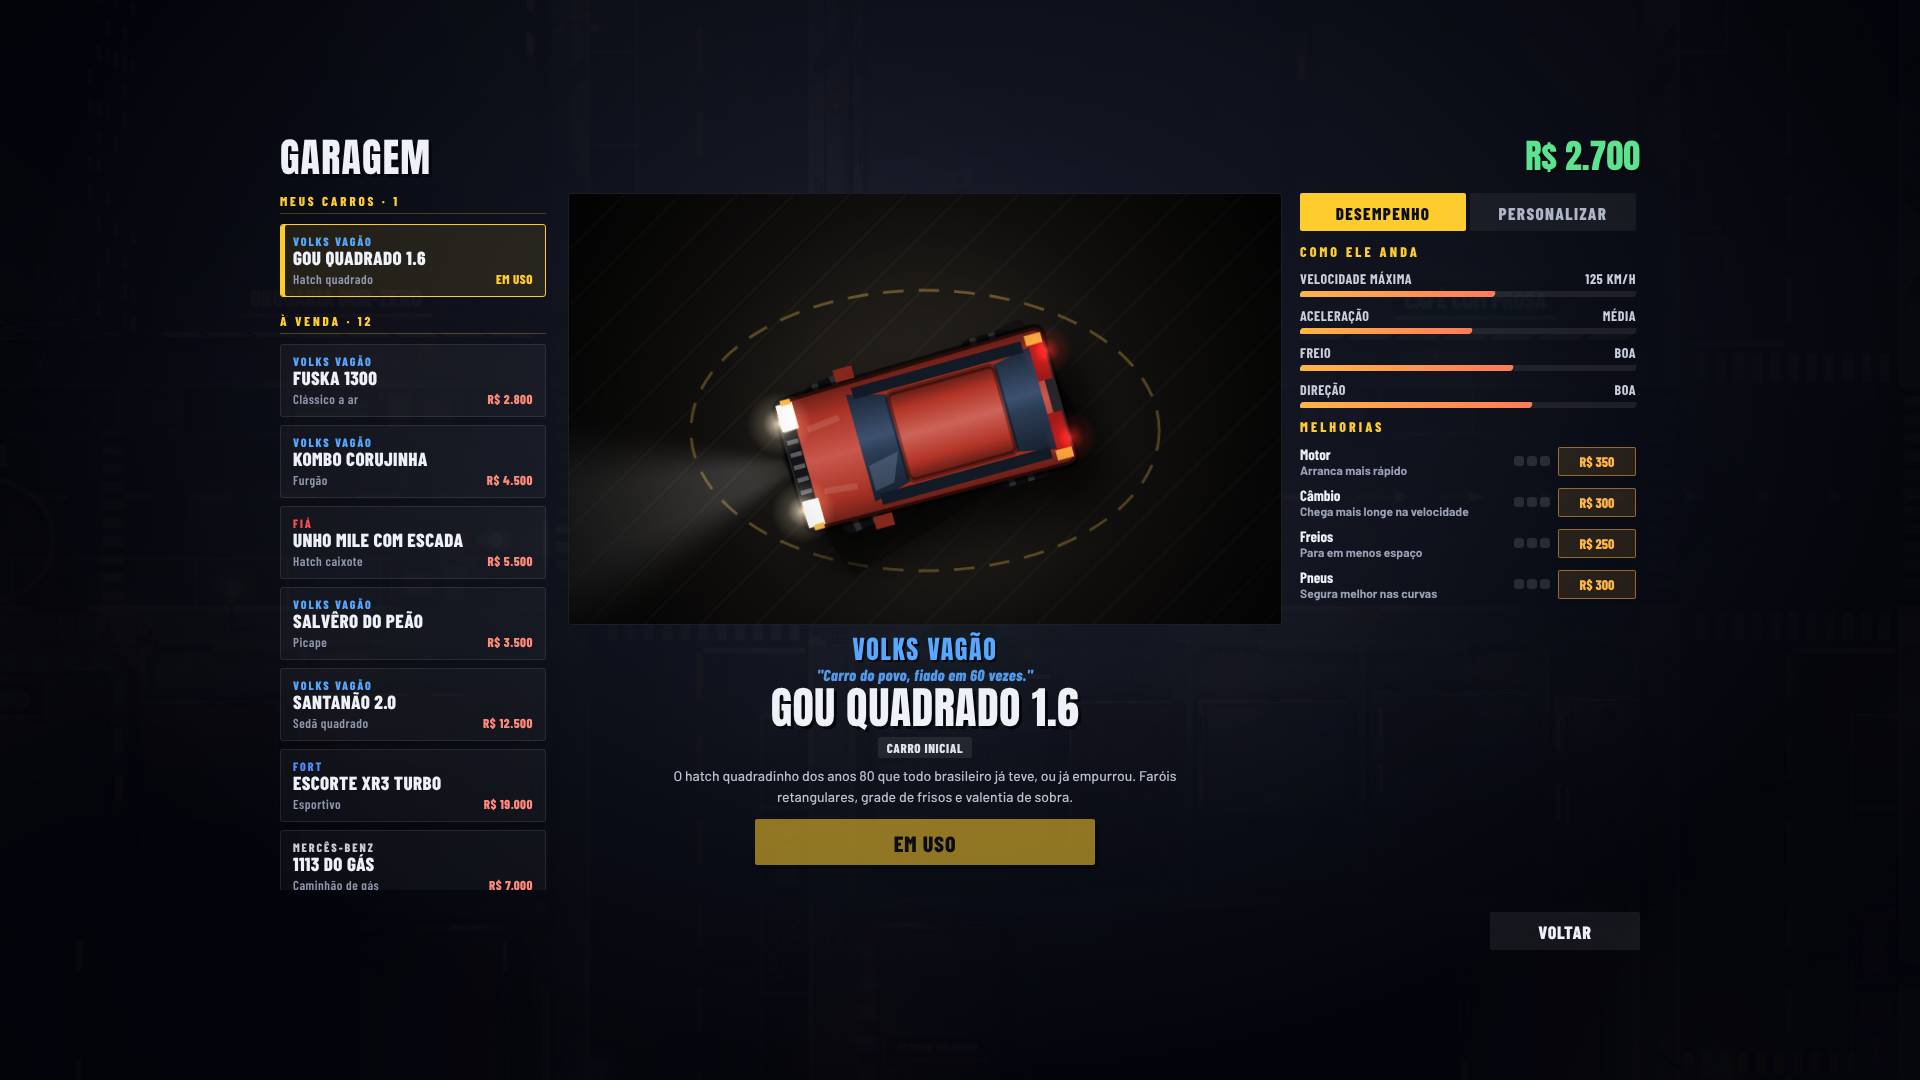 GARAGEM
R$ 2.700
MEUS CARROS · 1
VOLKS VAGÃO
GOU QUADRADO 1.6
Hatch quadrado
EM USO
À VENDA · 12
VOLKS VAGÃO
FUSKA 1300
Clássico a ar
R$ 2.800
VOLKS VAGÃO
KOMBO CORUJINHA
Furgão
R$ 4.500
FIÁ
UNHO MILE COM ESCADA
Hatch caixote
R$ 5.500
VOLKS VAGÃO
SALVÊRO DO PEÃO
Picape
R$ 3.500
VOLKS VAGÃO
SANTANÃO 2.0
Sedã quadrado
R$ 12.500
FORT
ESCORTE XR3 TURBO
Esportivo
R$ 19.000
MERCÊS-BENZ
1113 DO GÁS
Caminhão de gás
R$ 7.000
VOLKS VAGÃO
"Carro do povo, fiado em 60 vezes."
GOU QUADRADO 1.6
CARRO INICIAL
O hatch quadradinho dos anos 80 que todo brasileiro já teve, ou já empurrou. Faróis
retangulares, grade de frisos e valentia de sobra.
EM USO
DESEMPENHO
PERSONALIZAR
COMO ELE ANDA
VELOCIDADE MÁXIMA
125 KM/H
ACELERAÇÃO
MÉDIA
FREIO
BOA
DIREÇÃO
BOA
MELHORIAS
Motor
Arranca mais rápido
R$ 350
Câmbio
Chega mais longe na velocidade
R$ 300
Freios
Para em menos espaço
R$ 250
Pneus
Segura melhor nas curvas
R$ 300
VOLTAR